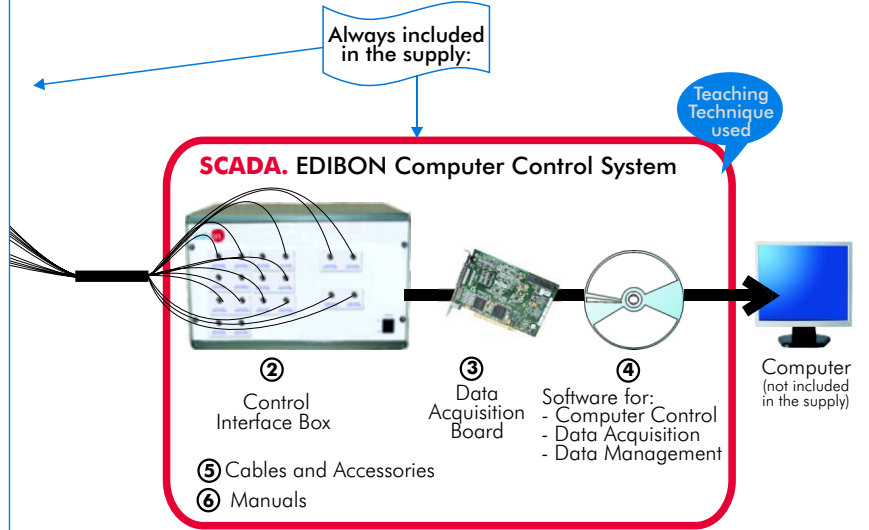 Always included
in the supply:
Teaching
Technique
used
SCADA. EDIBON Computer Control System
2
Control
Interface Box
3
Data
Acquisition
Board
4
Software for:
- Computer Control
- Data Acquisition
- Data Management
Computer
(not included
in the supply)
5 Cables and Accessories
6 Manuals